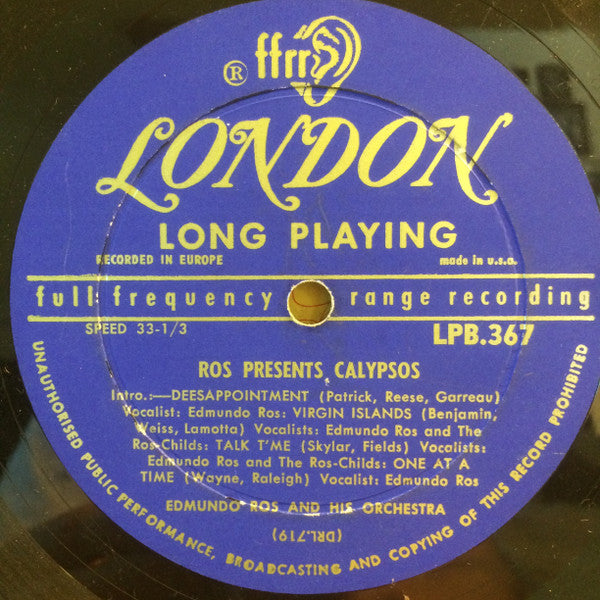 ® ffrr
LONDON
LONG PLAYING
RECORDED IN EUROPE
made in u.s.a.
full frequency range recording
SPEED 33-1/3
LPB.367
ROS PRESENTS CALYPSOS
Intro.:—DEESAPPOINTMENT (Patrick, Reese, Garreau)
Vocalist: Edmundo Ros: VIRGIN ISLANDS (Benjamin,
Weiss, Lamotta) Vocalists: Edmundo Ros and The
Ros-Childs: TALK T'ME (Skylar, Fields) Vocalists:
Edmundo Ros and The Ros-Childs: ONE AT A
TIME (Wayne, Raleigh) Vocalist: Edmundo Ros
EDMUNDO ROS AND HIS ORCHESTRA
(DRL.719)
UNAUTHORISED PUBLIC PERFORMANCE, BROADCASTING AND COPYING OF THIS RECORD PROHIBITED